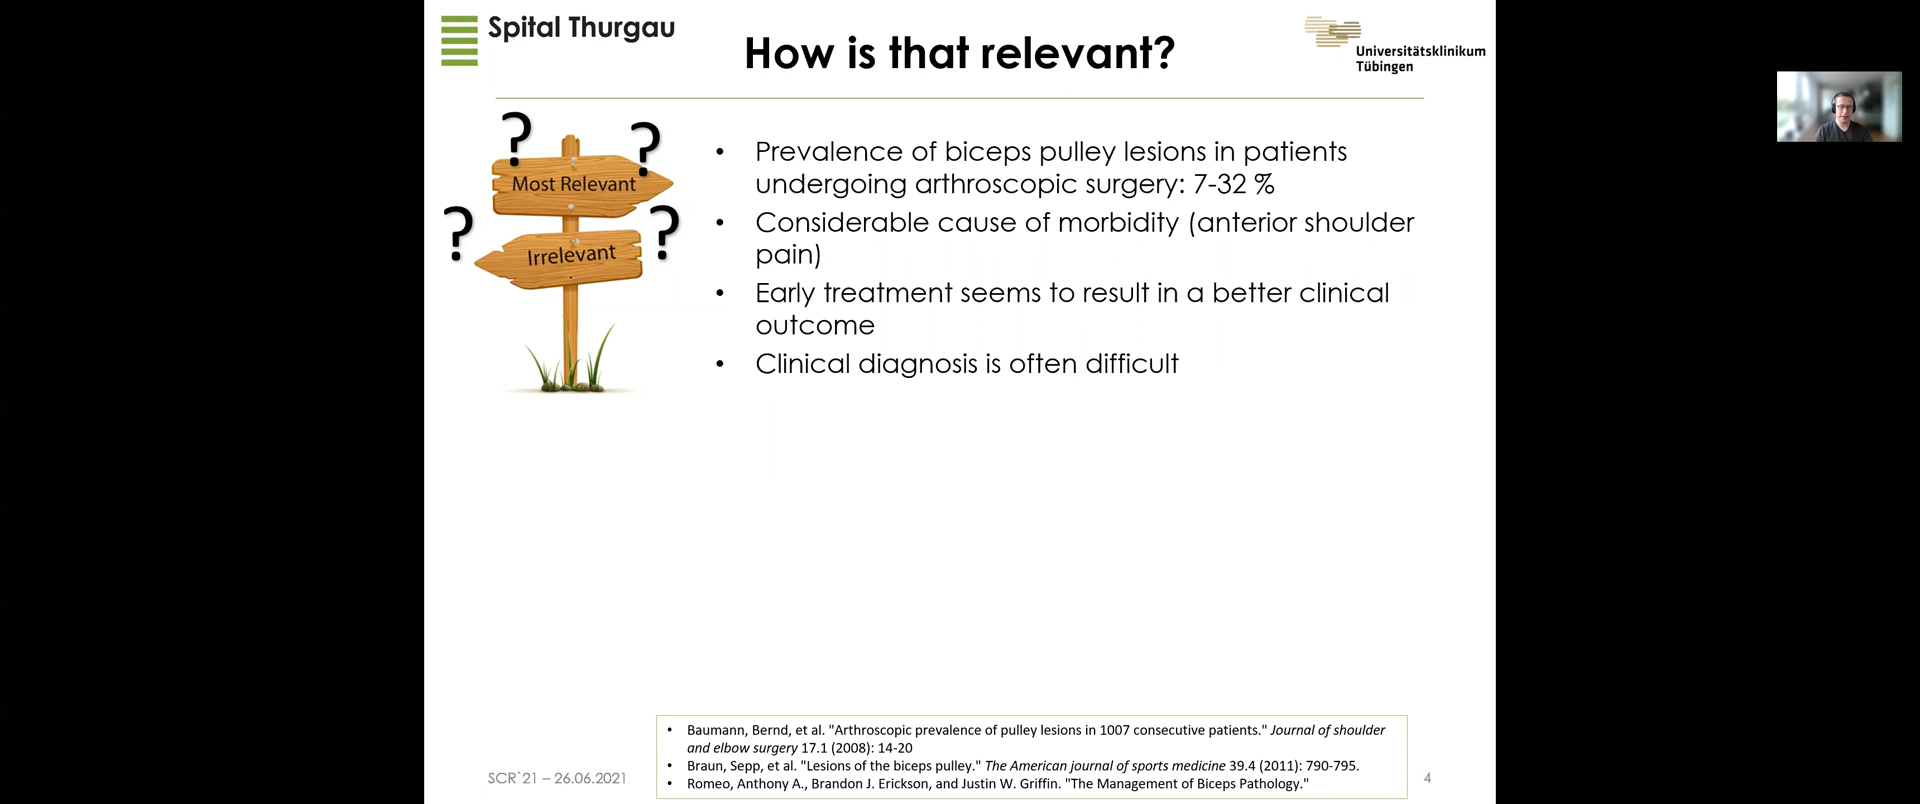 Spital Thurgau
How is that relevant?
Universitätsklinikum
Tübingen
? ?
Most Relevant
? ?
Irrelevant
• Prevalence of biceps pulley lesions in patients
undergoing arthroscopic surgery: 7-32 %
• Considerable cause of morbidity (anterior shoulder
pain)
• Early treatment seems to result in a better clinical
outcome
• Clinical diagnosis is often difficult
• Baumann, Bernd, et al. "Arthroscopic prevalence of pulley lesions in 1007 consecutive patients." Journal of shoulder
and elbow surgery 17.1 (2008): 14-20
• Braun, Sepp, et al. "Lesions of the biceps pulley." The American journal of sports medicine 39.4 (2011): 790-795.
• Romeo, Anthony A., Brandon J. Erickson, and Justin W. Griffin. "The Management of Biceps Pathology."
SCR`21 – 26.06.2021
4